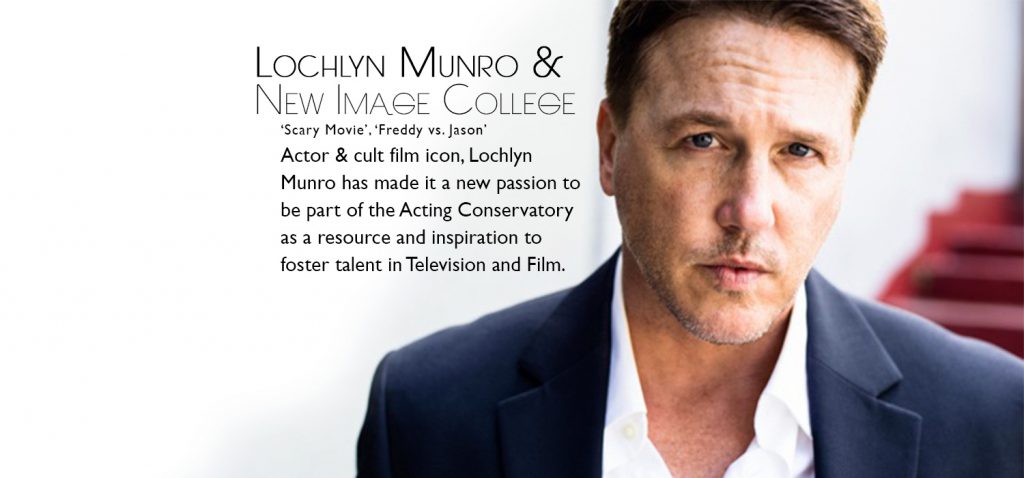 Lochlyn Munro &
New Image College
‘Scary Movie’, ‘Freddy vs. Jason’
Actor & cult film icon, Lochlyn
Munro has made it a new passion to
be part of the Acting Conservatory
as a resource and inspiration to
foster talent in Television and Film.